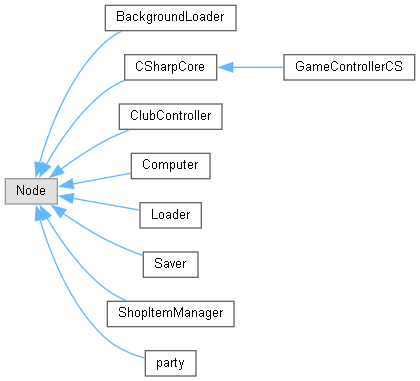 BackgroundLoader
CSharpCore
GameControllerCS
ClubController
Computer
Node
Loader
Saver
ShopItemManager
party